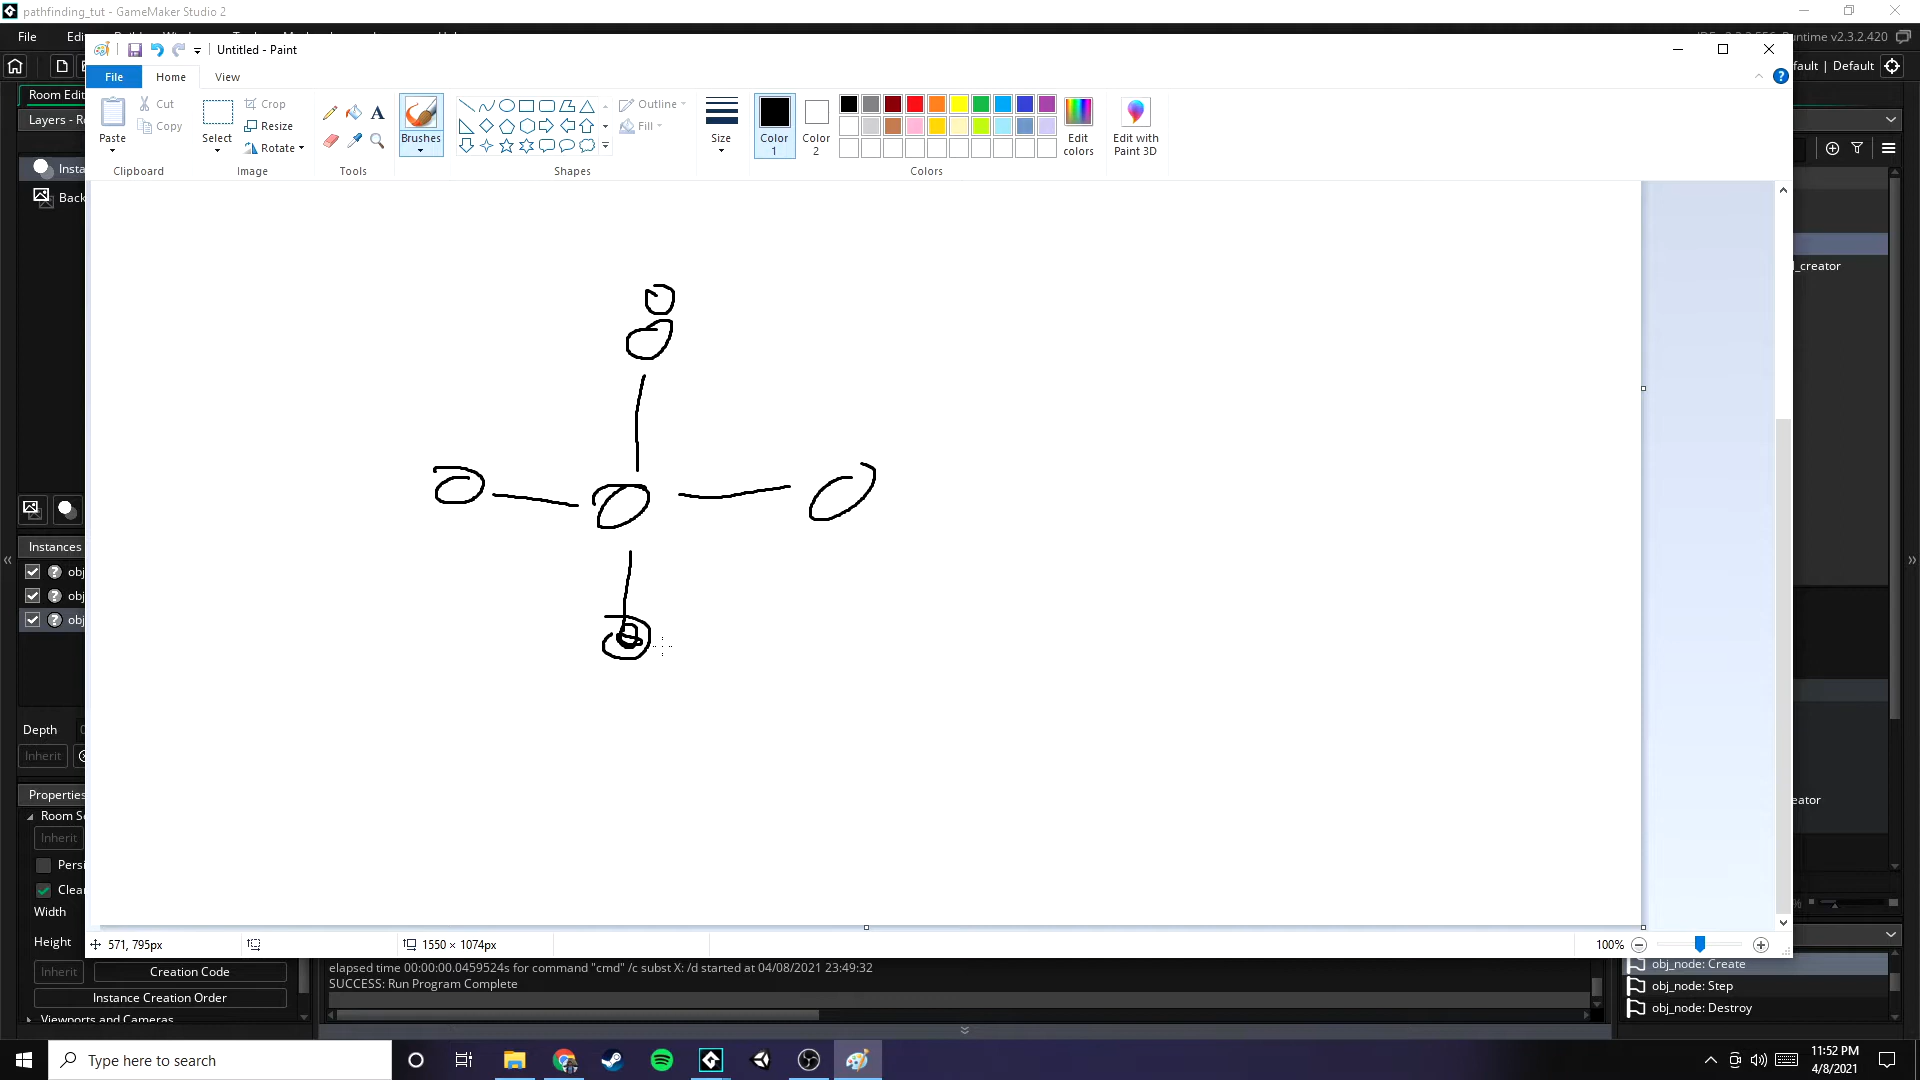 pathfinding_tut - GameMaker Studio 2
File
Untitled - Paint
untime v2.3.2.420
File Home View
fault | Default
Room Edit
Layers - R
Paste
Cut
Copy
Clipboard
Select
Crop
Resize
Rotate
Image
Tools
Brushes
Shapes
Outline
Fill
Size
Color 1
Color 2
Colors
Edit colors
Edit with Paint 3D
Insta
Back
_creator
Instances
obj
obj
obj
Depth
Inherit
Properties
Room Se
Inherit
Persi
Clea
Width
Height
Inherit
Creation Code
Instance Creation Order
Viewports and Cameras
eator
571, 795px
1550 × 1074px
100%
elapsed time 00:00:00.0459524s for command "cmd" /c subst X: /d started at 04/08/2021 23:49:32
SUCCESS: Run Program Complete
obj_node: Create
obj_node: Step
obj_node: Destroy
Type here to search
11:52 PM
4/8/2021